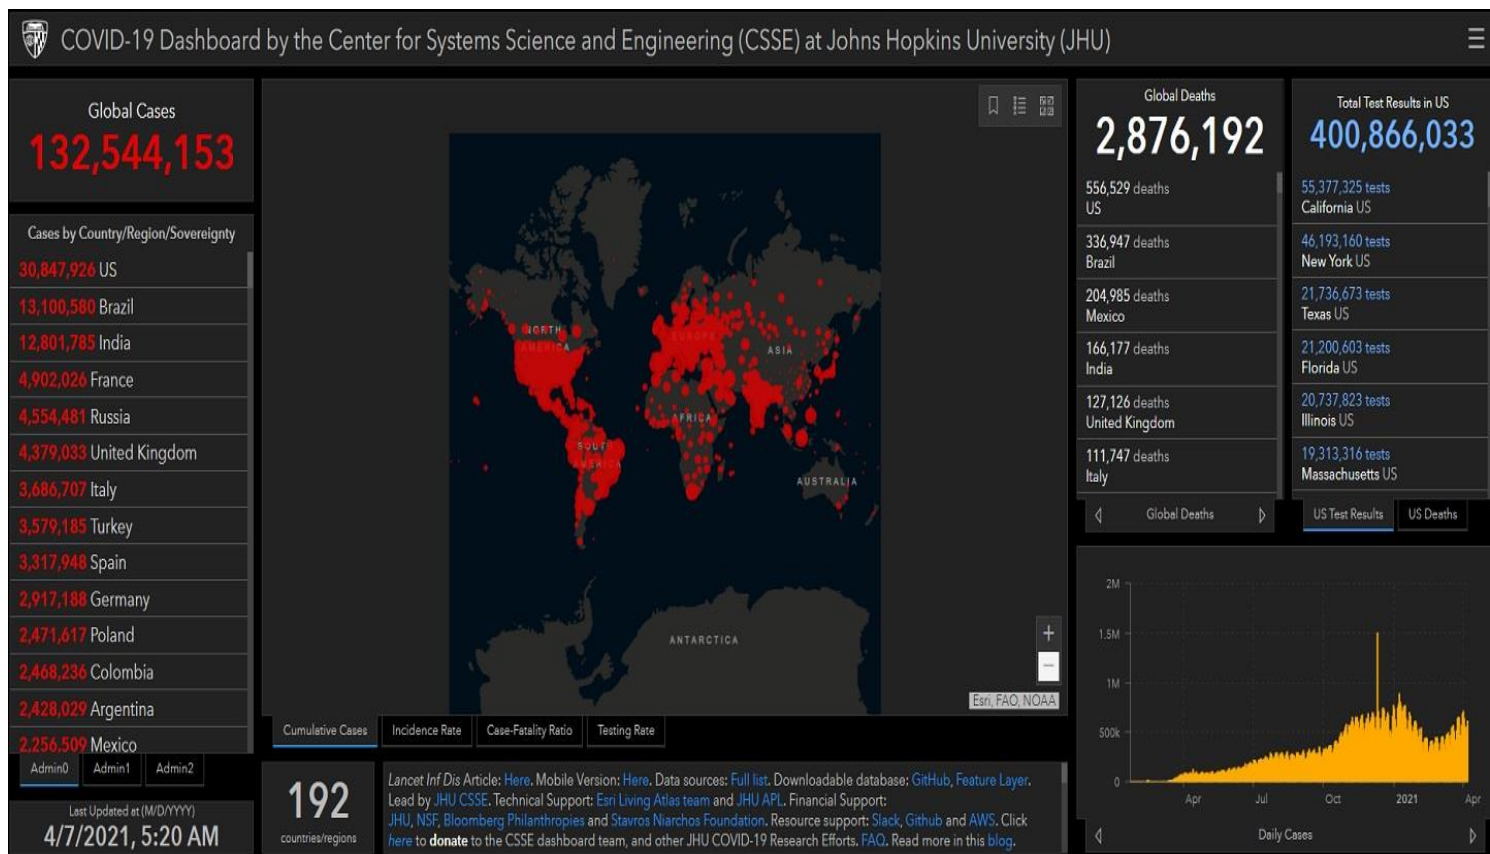 COVID-19 Dashboard by the Center for Systems Science and Engineering (CSSE) at Johns Hopkins University (JHU)
Global Cases
132,544,153
Cases by Country/Region/Sovereignty
30,847,926 US
13,100,580 Brazil
12,801,785 India
4,902,026 France
4,554,481 Russia
4,379,033 United Kingdom
3,686,707 Italy
3,579,185 Turkey
3,317,948 Spain
2,917,188 Germany
2,471,617 Poland
2,468,236 Colombia
2,428,029 Argentina
2,256,509 Mexico
Admin0
Admin1
Admin2
Last Updated at (M/D/YYYY)
4/7/2021, 5:20 AM
NORTH
AMERICA
EUROPE
ASIA
AFRICA
SOUTH
AMERICA
AUSTRALIA
ANTARCTICA
+
−
Esri, FAO, NOAA
Cumulative Cases
Incidence Rate
Case-Fatality Ratio
Testing Rate
192
countries/regions
Lancet Inf Dis Article: Here. Mobile Version: Here. Data sources: Full list. Downloadable database: GitHub, Feature Layer.
Lead by JHU CSSE. Technical Support: Esri Living Atlas team and JHU APL. Financial Support:
JHU, NSF, Bloomberg Philanthropies and Stavros Niarchos Foundation. Resource support: Slack, Github and AWS. Click
here to donate to the CSSE dashboard team, and other JHU COVID-19 Research Efforts. FAQ. Read more in this blog.
Global Deaths
2,876,192
556,529 deaths
US
336,947 deaths
Brazil
204,985 deaths
Mexico
166,177 deaths
India
127,126 deaths
United Kingdom
111,747 deaths
Italy
Global Deaths
Total Test Results in US
400,866,033
55,377,325 tests
California US
46,193,160 tests
New York US
21,736,673 tests
Texas US
21,200,603 tests
Florida US
20,737,823 tests
Illinois US
19,313,316 tests
Massachusetts US
US Test Results
US Deaths
2M
1.5M
1M
500k
0
Apr
Jul
Oct
2021
Apr
Daily Cases